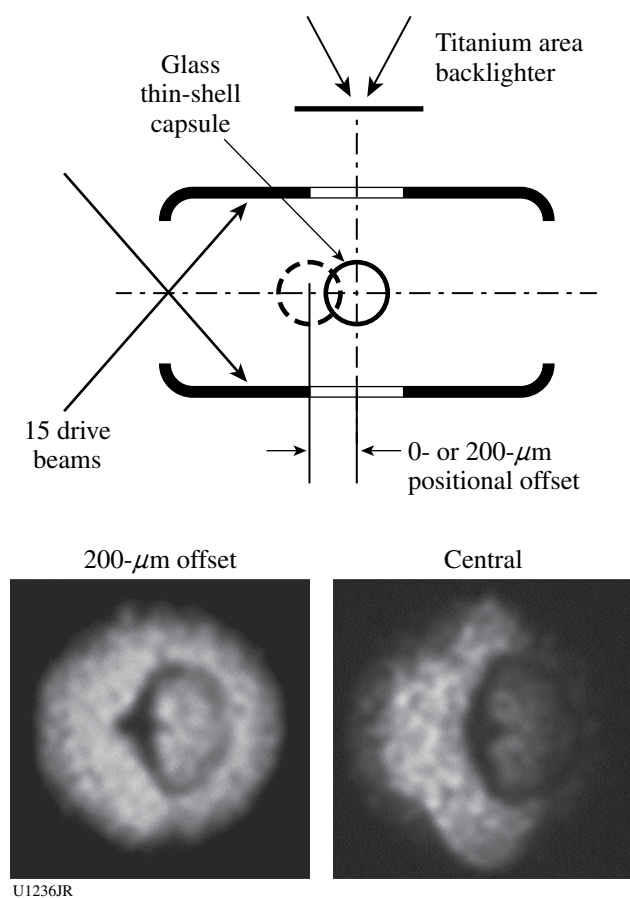 Titanium area
backlighter
Glass
thin-shell
capsule
15 drive
beams
0- or 200-μm
positional offset
200-μm offset
Central
U1236JR